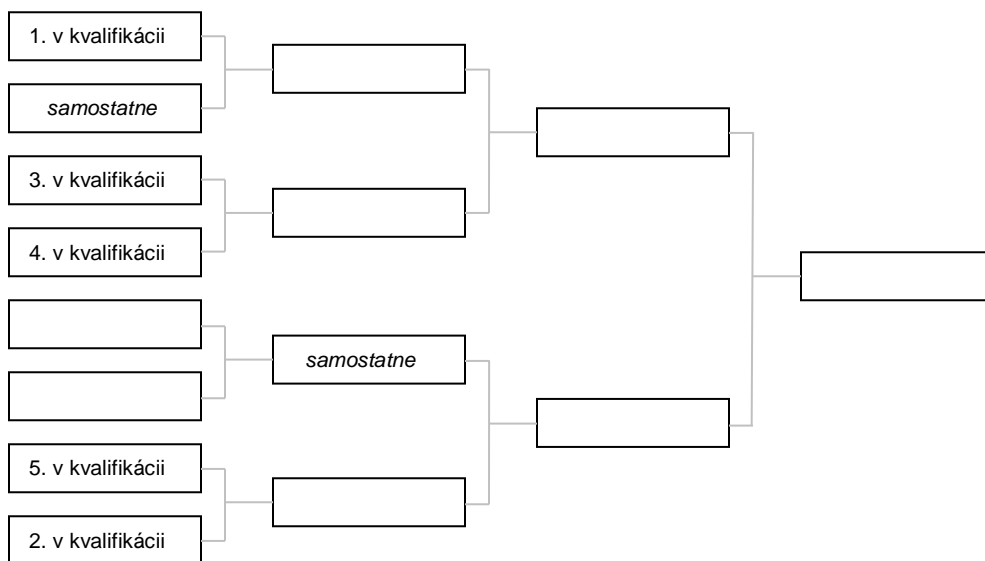 1. v kvalifikácii
samostatne
3. v kvalifikácii
4. v kvalifikácii
samostatne
5. v kvalifikácii
2. v kvalifikácii